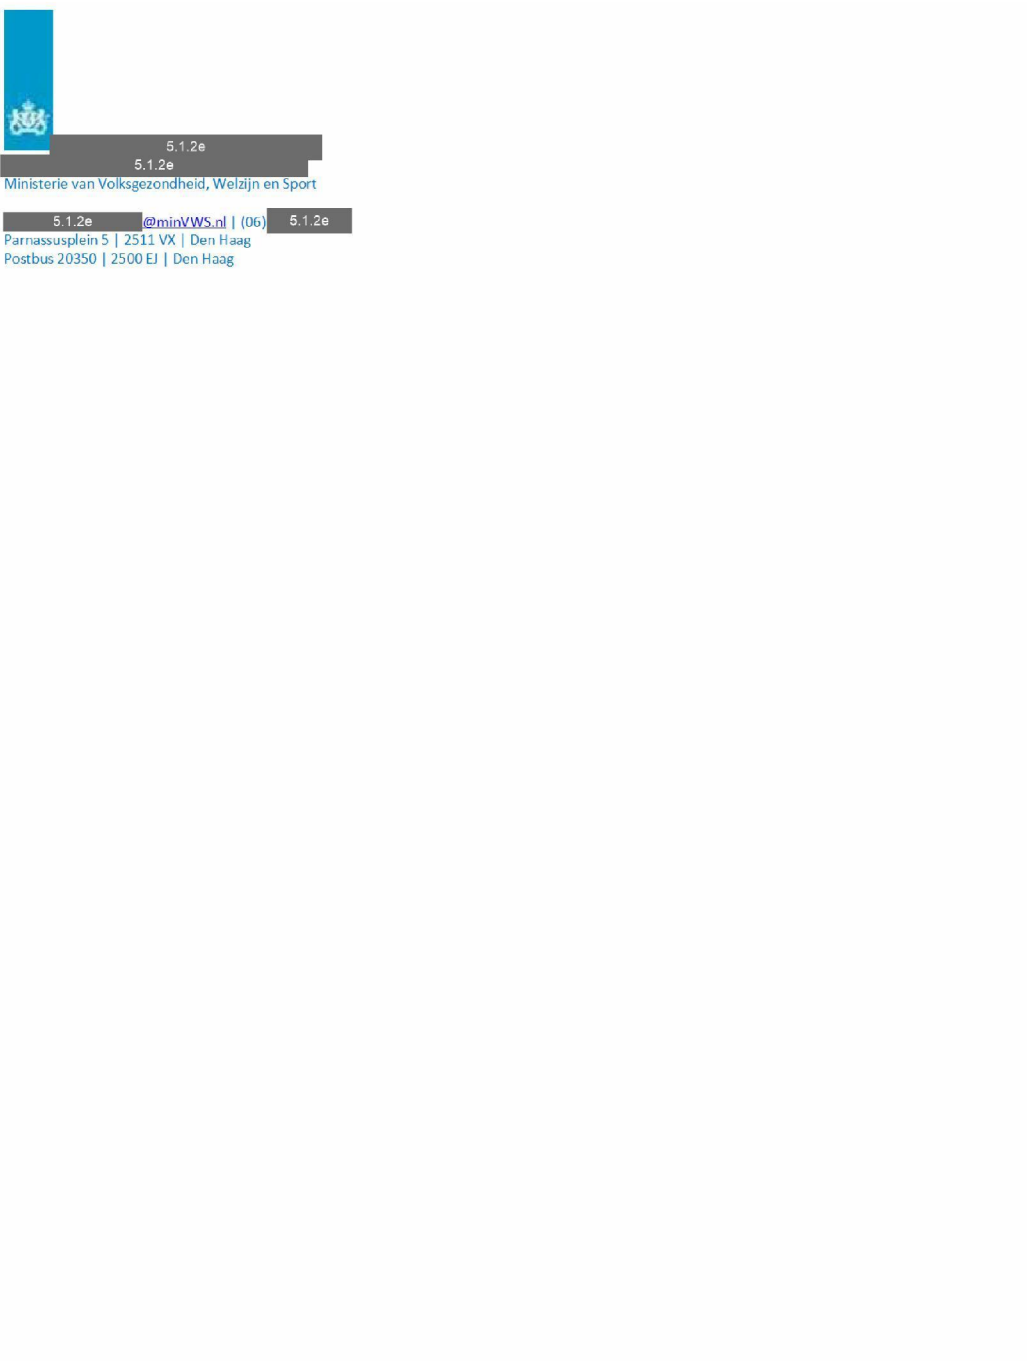 5.1.2e
5.1.2e
Ministerie van Volksgezondheid, Welzijn en Sport
5.1.2e @minVWS.nl | (06) 5.1.2e
Parnassusplein 5 | 2511 VX | Den Haag
Postbus 20350 | 2500 EJ | Den Haag